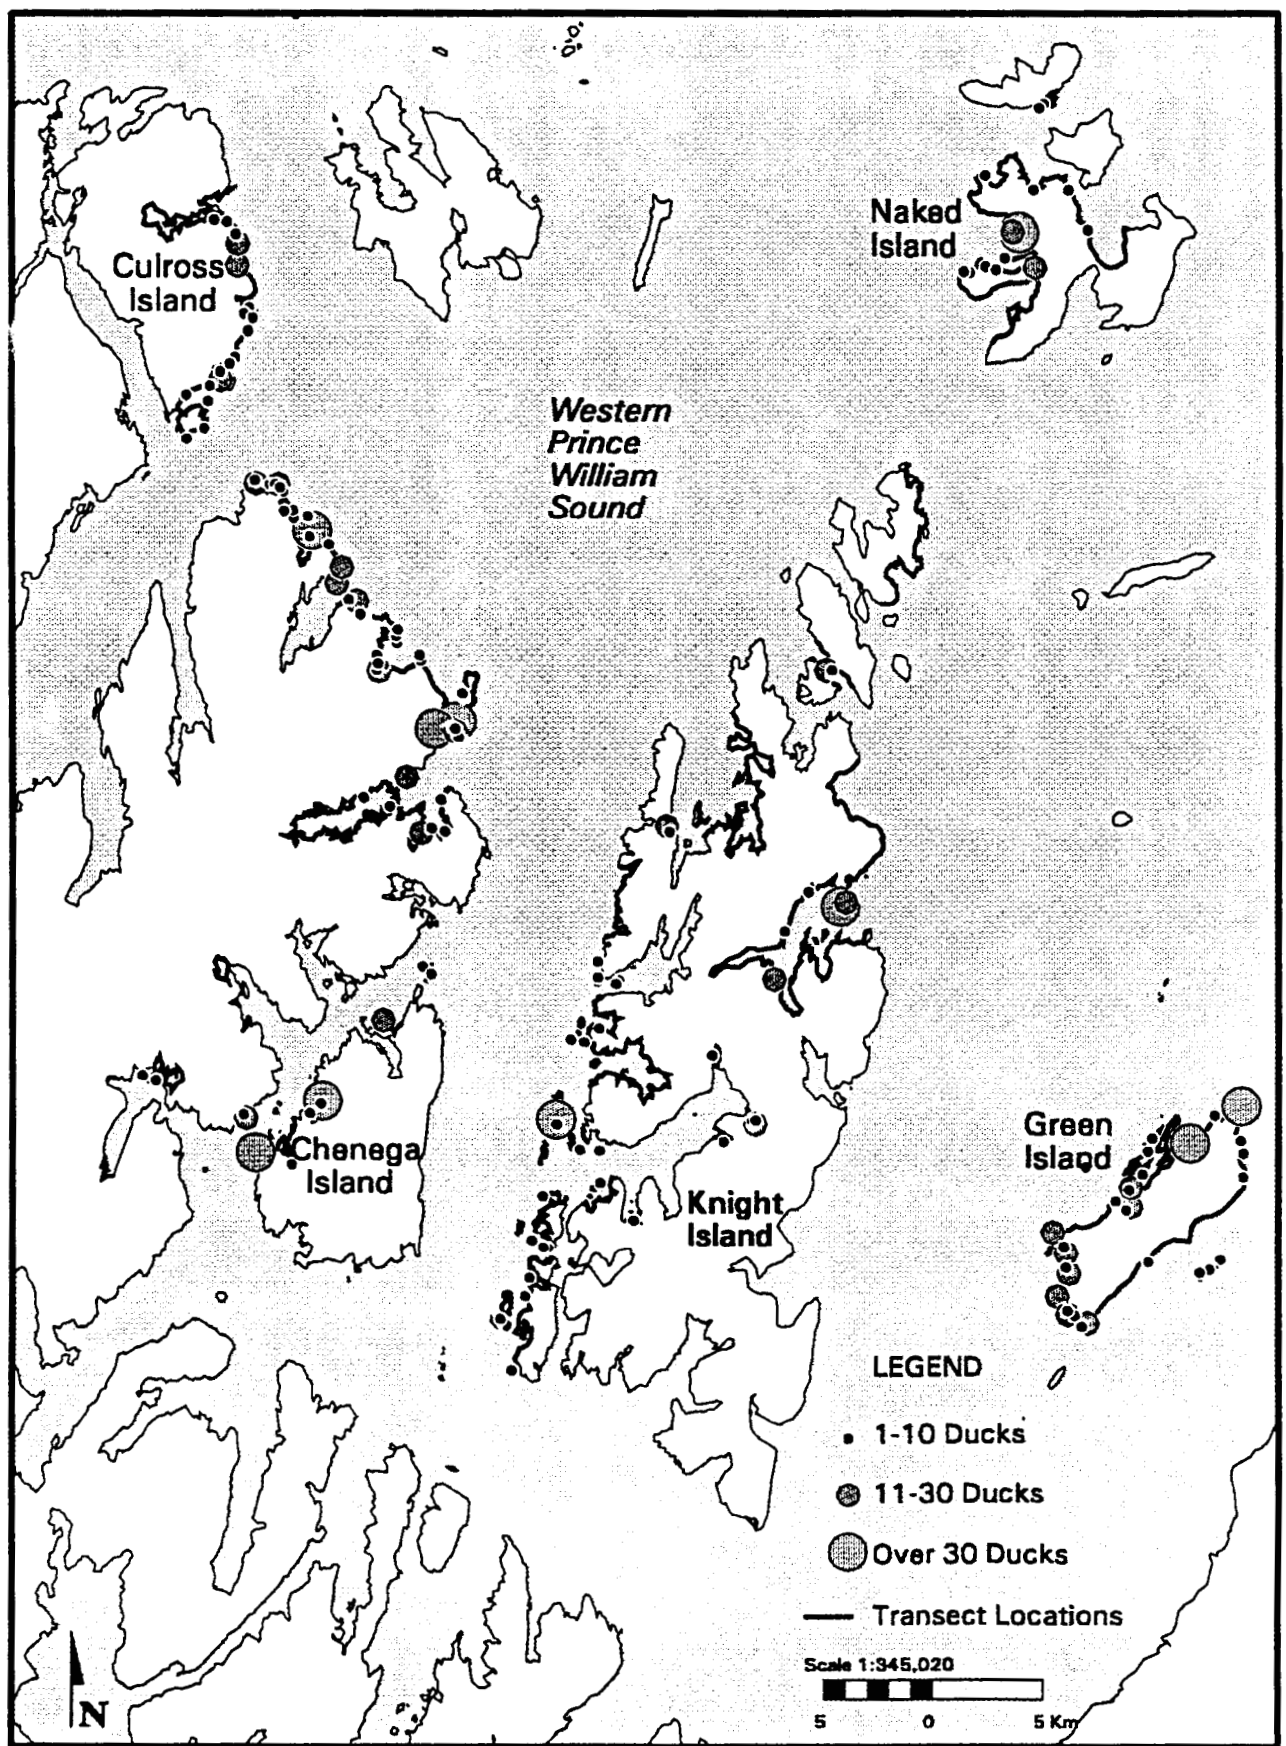 Naked
Island
Culross
Island
Western
Prince
William
Sound
Green
Island
Chenega
Island
Knight
Island
LEGEND
1-10 Ducks
11-30 Ducks
Over 30 Ducks
Transect Locations
Scale 1:345,020
5 0 5 Km
N